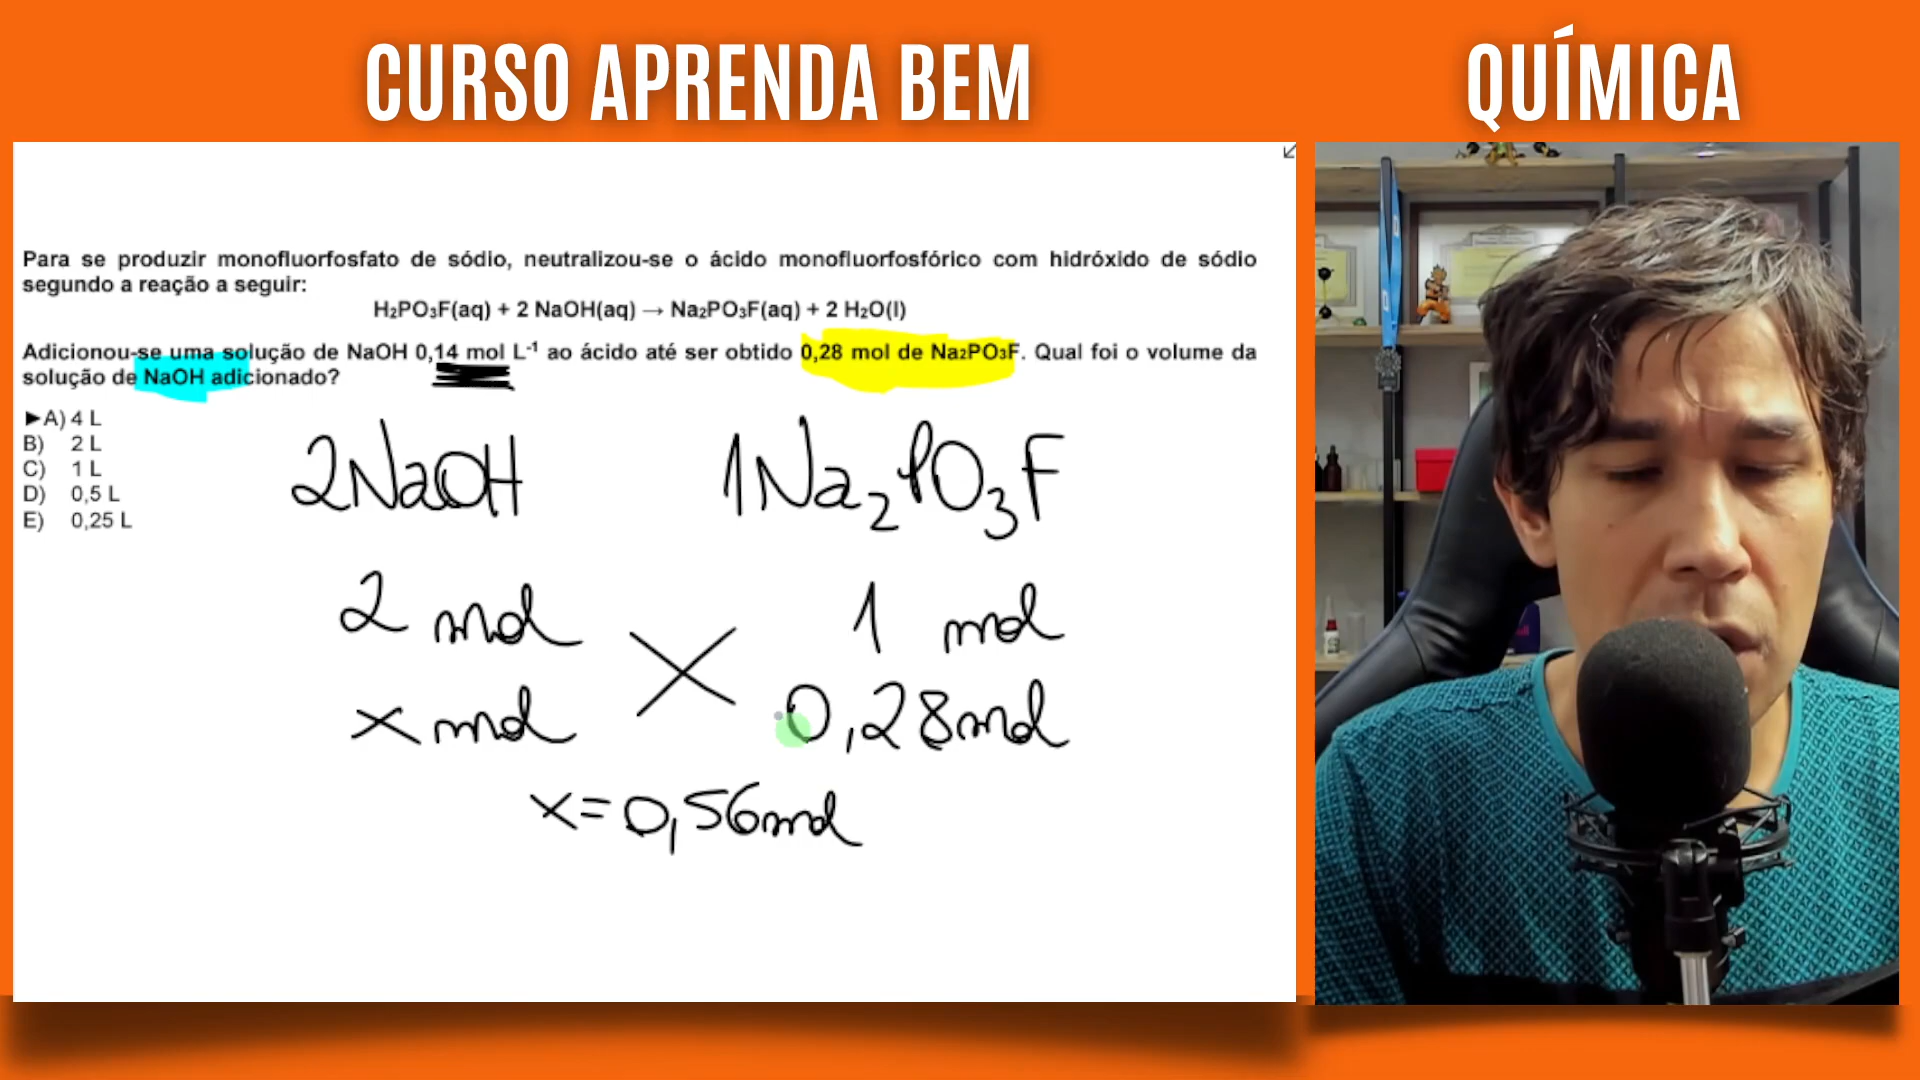 CURSO APRENDA BEM
QUÍMICA
Para se produzir monofluorfosfato de sódio, neutralizou-se o ácido monofluorfosfórico com hidróxido de sódio
segundo a reação a seguir:
H₂PO₃F(aq) + 2 NaOH(aq) → Na₂PO₃F(aq) + 2 H₂O(l)
Adicionou-se uma solução de NaOH 0,14 mol L⁻¹ ao ácido até ser obtido 0,28 mol de Na₂PO₃F. Qual foi o volume da
solução de NaOH adicionado?
►A) 4 L
B) 2 L
C) 1 L
D) 0,5 L
E) 0,25 L
2NaOH 1Na₂PO₃F
2 mol 1 mol
x mol 0,28mol
x=0,56mol